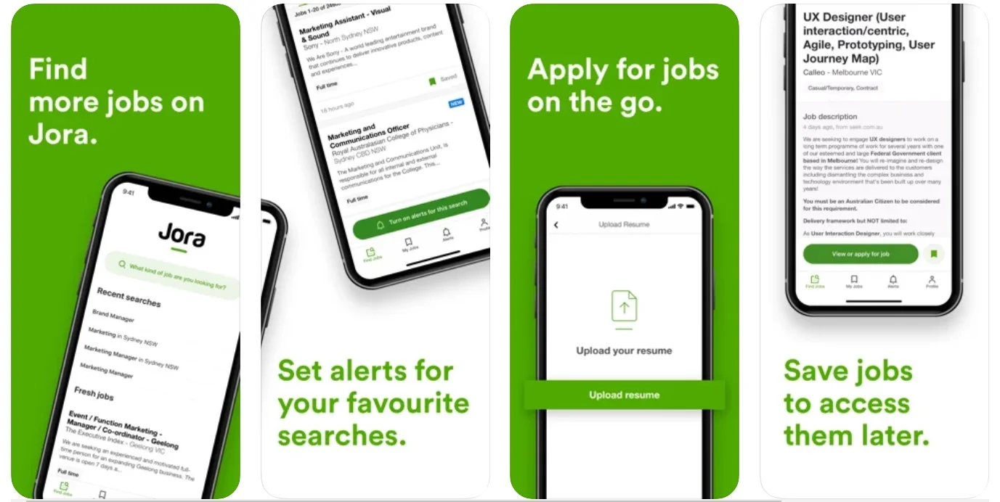 Find
more jobs on
Jora.
9:41
Jora
What kind of job are you looking for?
Recent searches
Brand Manager
Marketing in Sydney NSW
Marketing Manager in Sydney NSW
Marketing Manager
Fresh jobs
Event / Function Marketing -
Manager / Co-ordinator - Geelong
The Executive Index - Geelong VIC
We are seeking an experienced and motivated full-
time person for an expanding Geelong business. The
venue is open 7 days a...
Full time
Find Jobs
Jobs 1-20 of
Marketing Assistant - Visual
& Sound
Sony - North Sydney NSW
We Are Sony - A world leading entertainment brand
that continues to deliver innovative products, content
and experiences...
Full time
Saved
18 hours ago
NEW
Marketing and
Communications Officer
Royal Australasian College of Physicians -
Sydney CBD NSW
The Marketing and Communications Unit, is
responsible for all internal and external
communications for the College. This...
Full time
Turn on alerts for this search
Find Jobs
My Jobs
Alerts
Profile
Set alerts for
your favourite
searches.
Apply for jobs
on the go.
9:41
Upload Resume
Upload your resume
Upload resume
UX Designer (User
interaction/centric,
Agile, Prototyping, User
Journey Map)
Calleo - Melbourne VIC
Casual/Temporary, Contract
Job description
4 days ago, from seek.com.au
We are seeking to engage UX designers to work on a
long term programme of work for several years with one
of our esteemed and large Federal Government client
based in Melbourne! You will re-imagine and re-design
the way the services are delivered to the customers
including dismantling the complex business and
technology environment that's been built up over many
years!
You must be an Australian Citizen to be considered
for this requirement.
Delivery framework but NOT limited to:
As User Interaction Designer, you will work closely
View or apply for job
Find Jobs
My Jobs
Alerts
Profile
Save jobs
to access
them later.